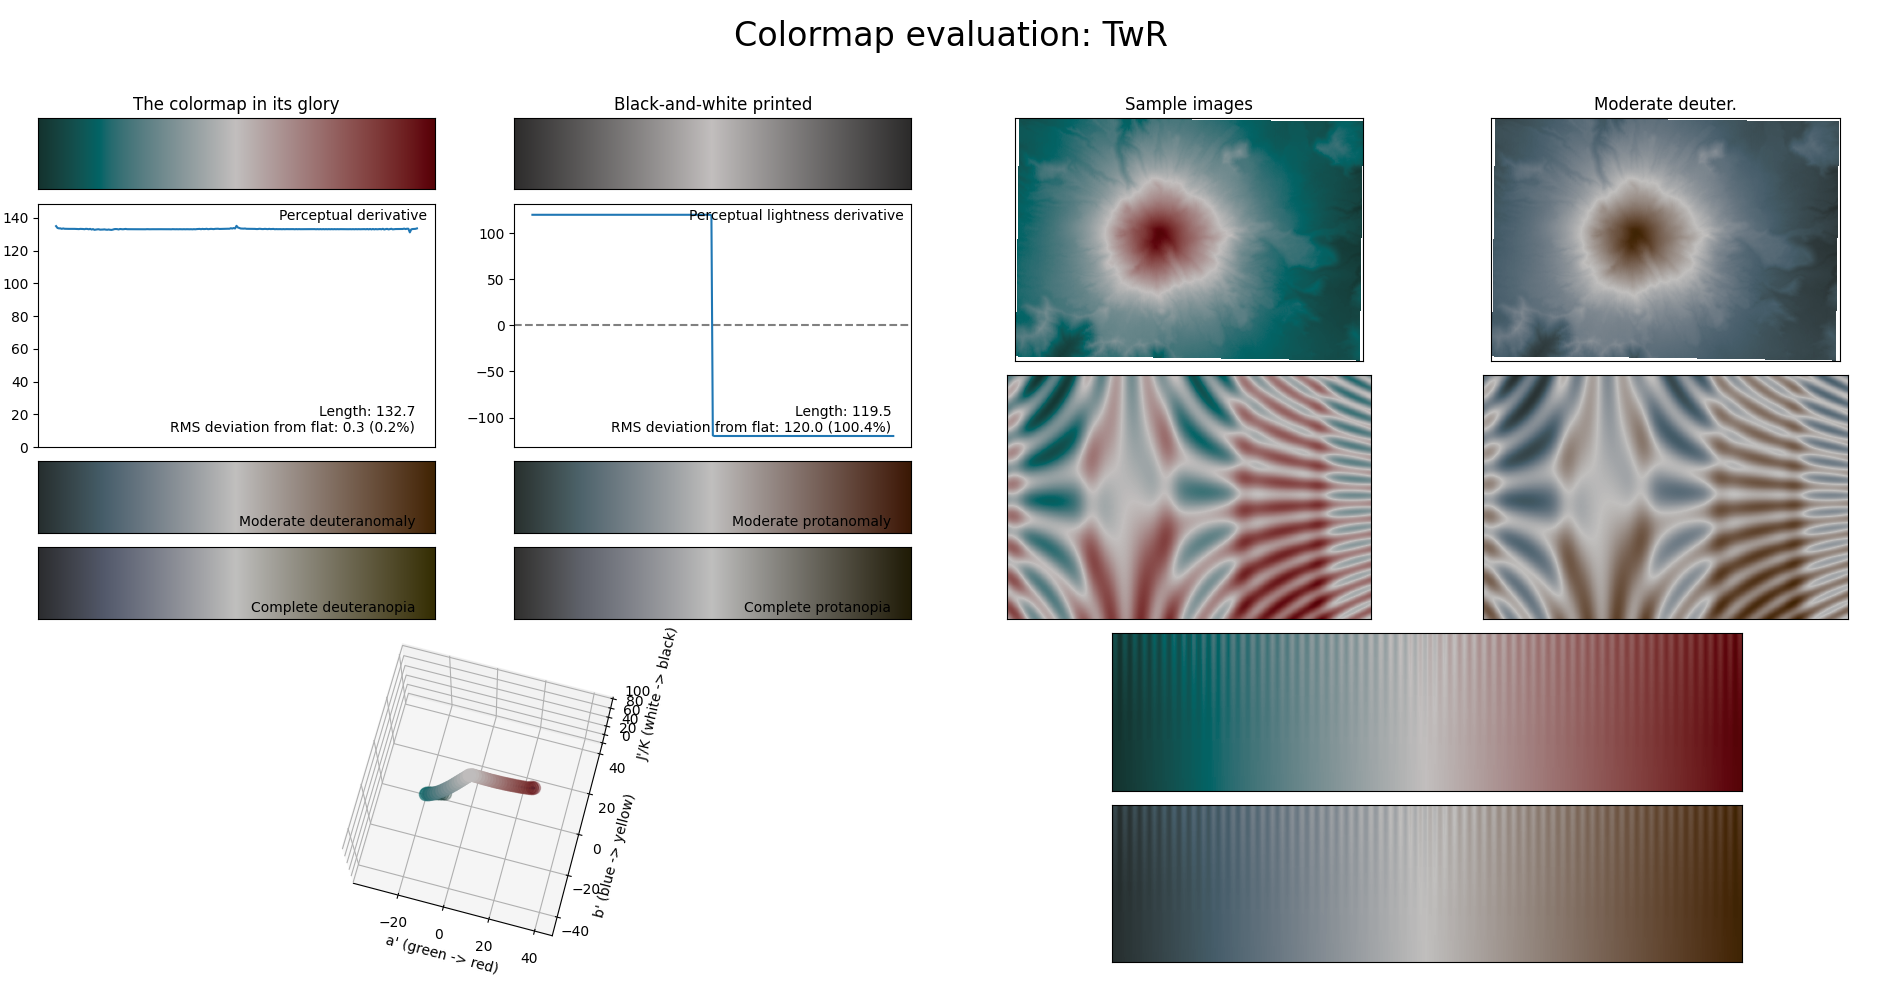 Colormap evaluation: TwR
The colormap in its glory
Black-and-white printed
Sample images
Moderate deuter.
Perceptual derivative
140
120
100
80
60
40
20
0
Length: 132.7
RMS deviation from flat: 0.3 (0.2%)
Perceptual lightness derivative
100
50
0
−50
−100
Length: 119.5
RMS deviation from flat: 120.0 (100.4%)
Moderate deuteranomaly
Moderate protanomaly
Complete deuteranopia
Complete protanopia
J'/K (white -> black)
100
80
60
40
20
0
b' (blue -> yellow)
40
20
0
−20
−40
−20
0
20
40
a' (green -> red)